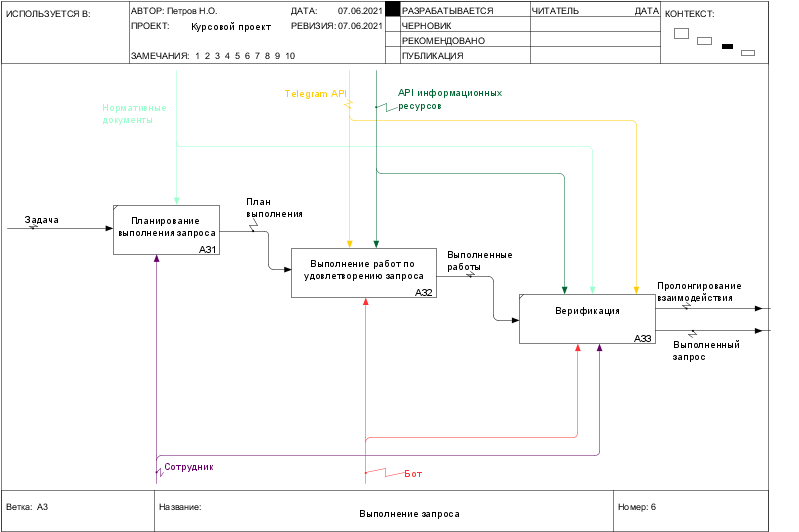 ИСПОЛЬЗУЕТСЯ В:
АВТОР: Петров Н.О.
ДАТА: 07.06.2021
РАЗРАБАТЫВАЕТСЯ
ЧИТАТЕЛЬ
ДАТА
КОНТЕКСТ:
ПРОЕКТ: Курсовой проект
РЕВИЗИЯ: 07.06.2021
ЧЕРНОВИК
РЕКОМЕНДОВАНО
ЗАМЕЧАНИЯ: 1 2 3 4 5 6 7 8 9 10
ПУБЛИКАЦИЯ
Нормативные
документы
Telegram API
API информационных
ресурсов
Задача
Планирование
выполнения запроса
A31
План
выполнения
Выполнение работ по
удовлетворению запроса
A32
Выполненные
работы
Верификация
A33
Пролонгирование
взаимодействия
Выполненный
запрос
Сотрудник
Бот
Ветка: A3
Название:
Выполнение запроса
Номер: 6